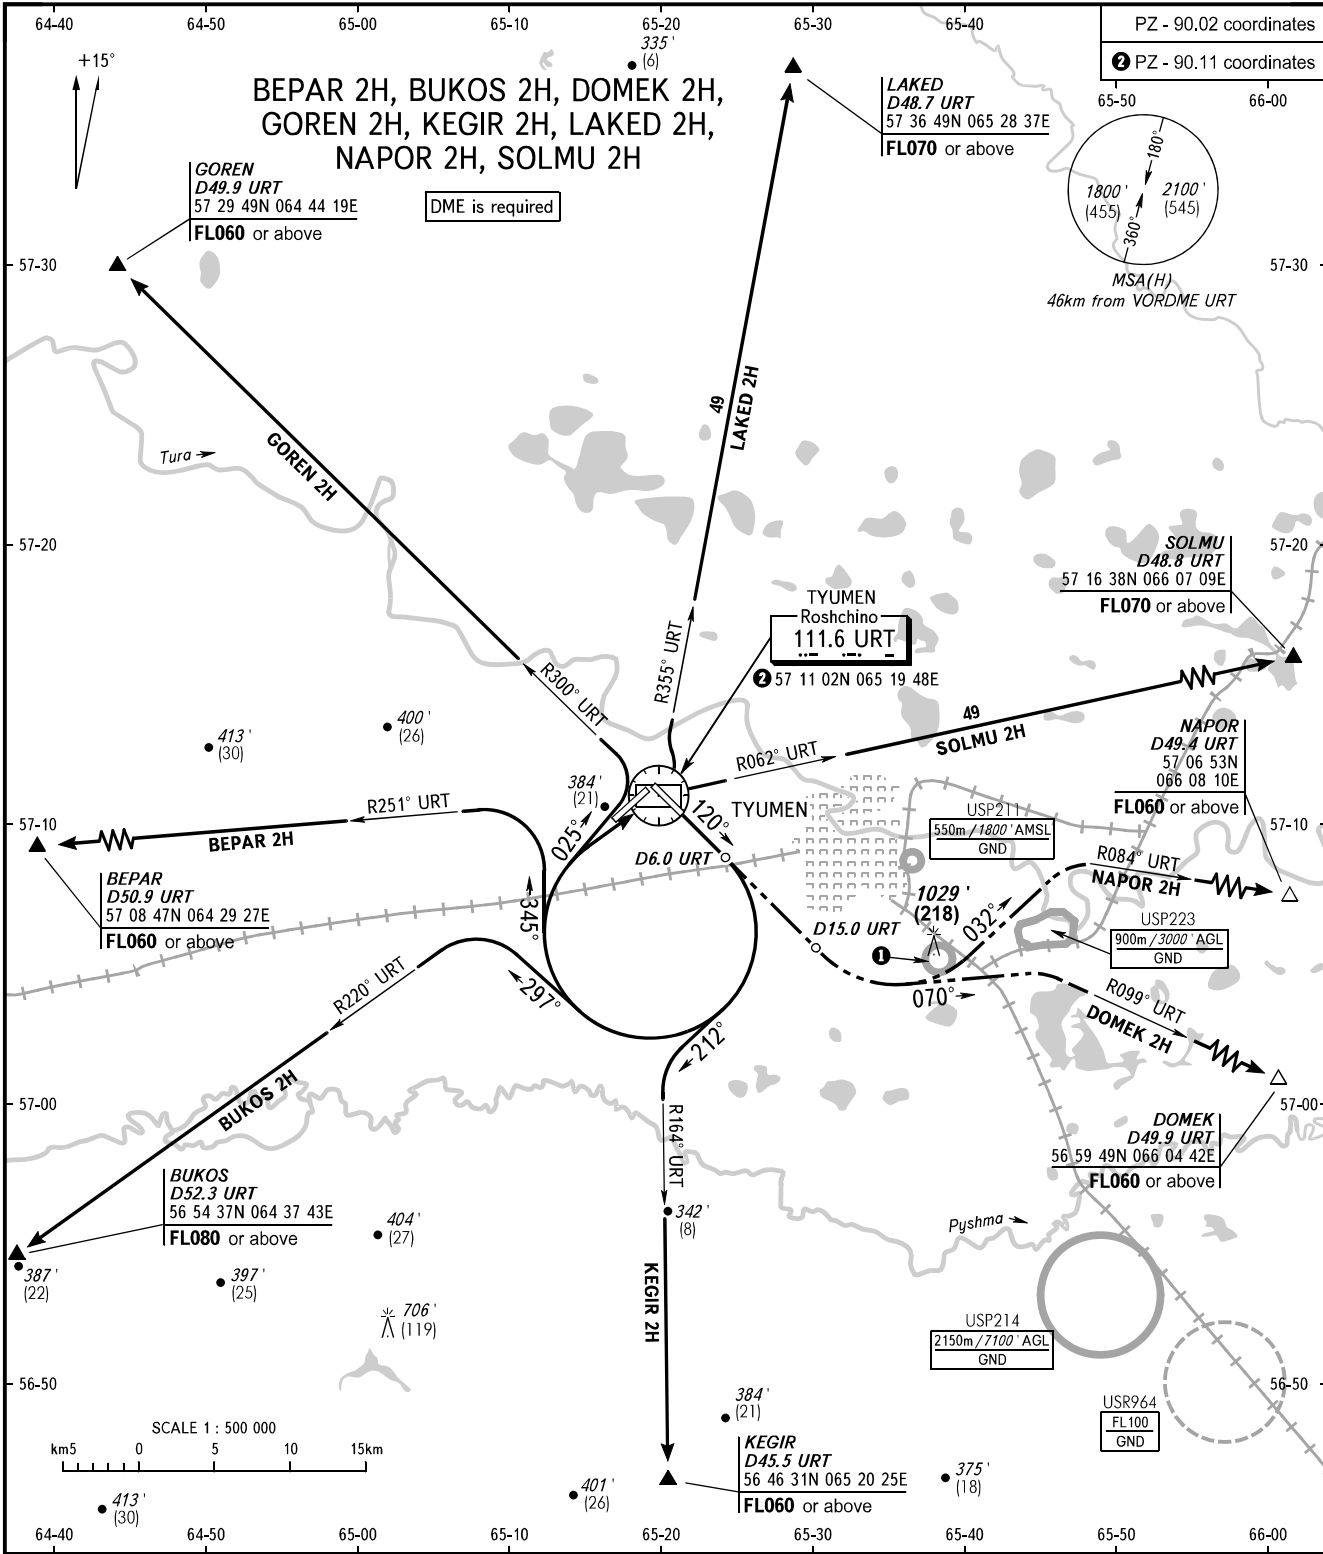 64-40 64-50 65-00 65-10 65-20 65-30 65-40
PZ - 90.02 coordinates
2 PZ - 90.11 coordinates
65-50 66-00
+15°
335'
(6)
BEPAR 2H, BUKOS 2H, DOMEK 2H,
GOREN 2H, KEGIR 2H, LAKED 2H,
NAPOR 2H, SOLMU 2H
DME is required
LAKED
D48.7 URT
57 36 49N 065 28 37E
FL070 or above
GOREN
D49.9 URT
57 29 49N 064 44 19E
FL060 or above
180°
1800'
(455)
2100'
(545)
360°
MSA(H)
46km from VORDME URT
57-30 57-30
Tura
GOREN 2H
49
LAKED 2H
57-20 57-20
SOLMU
D48.8 URT
57 16 38N 066 07 09E
FL070 or above
TYUMEN
Roshchino
111.6 URT
2 57 11 02N 065 19 48E
R300° URT
R355° URT
R062° URT
49
SOLMU 2H
NAPOR
D49.4 URT
57 06 53N
066 08 10E
FL060 or above
413'
(30)
400'
(26)
384'
(21)
TYUMEN
R251° URT
BEPAR 2H
025°
120°
D6.0 URT
USP211
550m/1800'AMSL
GND
57-10 57-10
BEPAR
D50.9 URT
57 08 47N 064 29 27E
FL060 or above
345°
1029'
(218)
D15.0 URT
1
032°
R084° URT
NAPOR 2H
USP223
900m/3000'AGL
GND
R220° URT
297°
212°
070°
R099° URT
DOMEK 2H
BUKOS 2H
57-00 57-00
R164° URT
DOMEK
D49.9 URT
56 59 49N 066 04 42E
FL060 or above
BUKOS
D52.3 URT
56 54 37N 064 37 43E
FL080 or above
404'
(27)
342'
(8)
Pyshma
387'
(22)
397'
(25)
706'
(119)
KEGIR 2H
USP214
2150m/7100'AGL
GND
56-50 56-50
384'
(21)
USR964
FL100
GND
SCALE 1 : 500 000
km5 0 5 10 15km
KEGIR
D45.5 URT
56 46 31N 065 20 25E
FL060 or above
413'
(30)
401'
(26)
375'
(18)
64-40 64-50 65-00 65-10 65-20 65-30 65-40 65-50 66-00